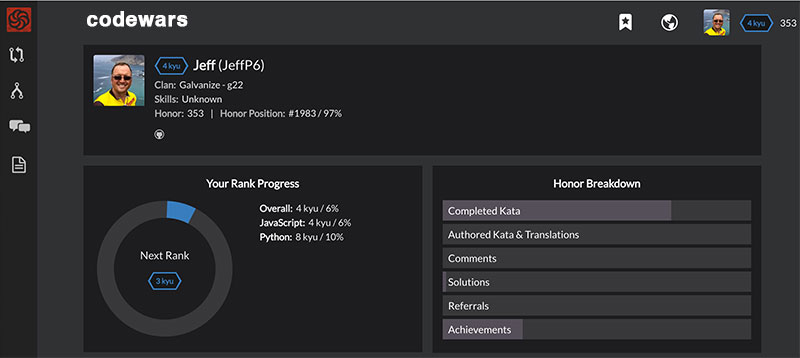 codewars
4 kyu 353
4 kyu Jeff (JeffP6)
Clan: Galvanize - g22
Skills: Unknown
Honor: 353 | Honor Position: #1983 / 97%
Your Rank Progress
Overall: 4 kyu / 6%
JavaScript: 4 kyu / 6%
Python: 8 kyu / 10%
Next Rank
3 kyu
Honor Breakdown
Completed Kata
Authored Kata & Translations
Comments
Solutions
Referrals
Achievements